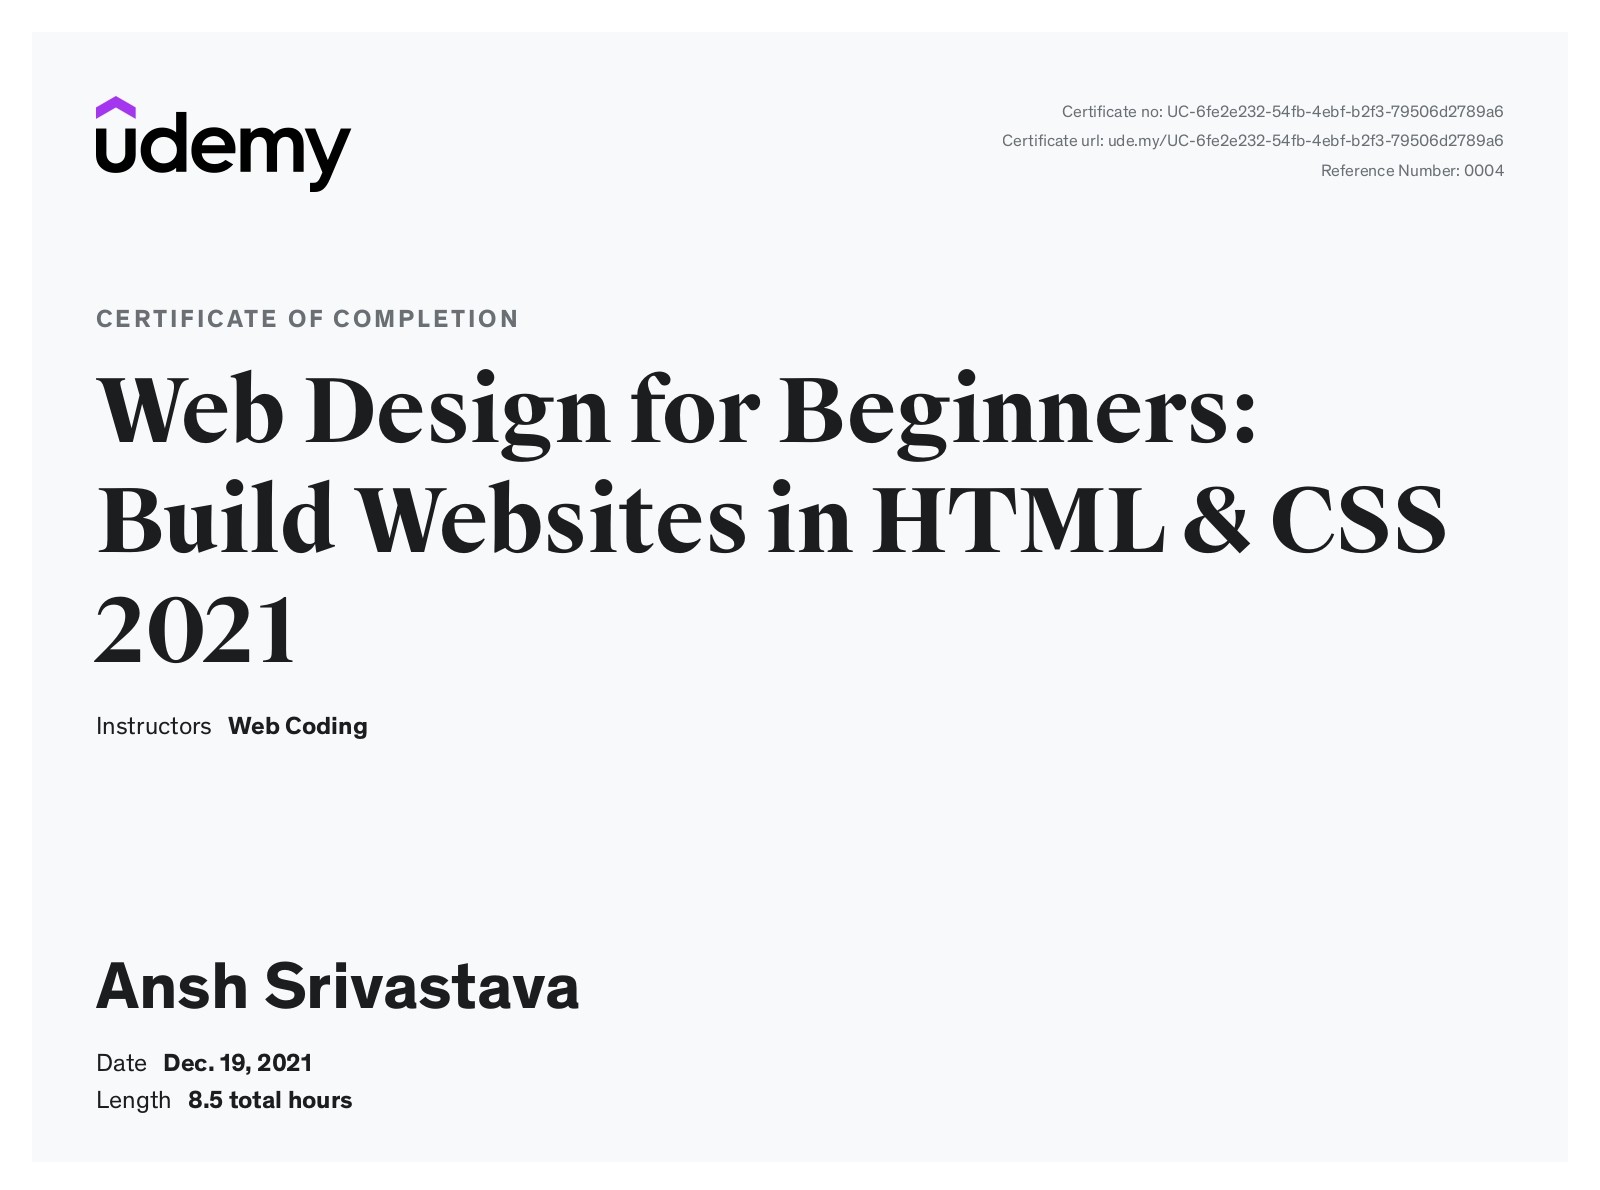 udemy
Certificate no: UC-6fe2e232-54fb-4ebf-b2f3-79506d2789a6
Certificate url: ude.my/UC-6fe2e232-54fb-4ebf-b2f3-79506d2789a6
Reference Number: 0004
CERTIFICATE OF COMPLETION
Web Design for Beginners:
Build Websites in HTML & CSS
2021
Instructors Web Coding
Ansh Srivastava
Date Dec. 19, 2021
Length 8.5 total hours